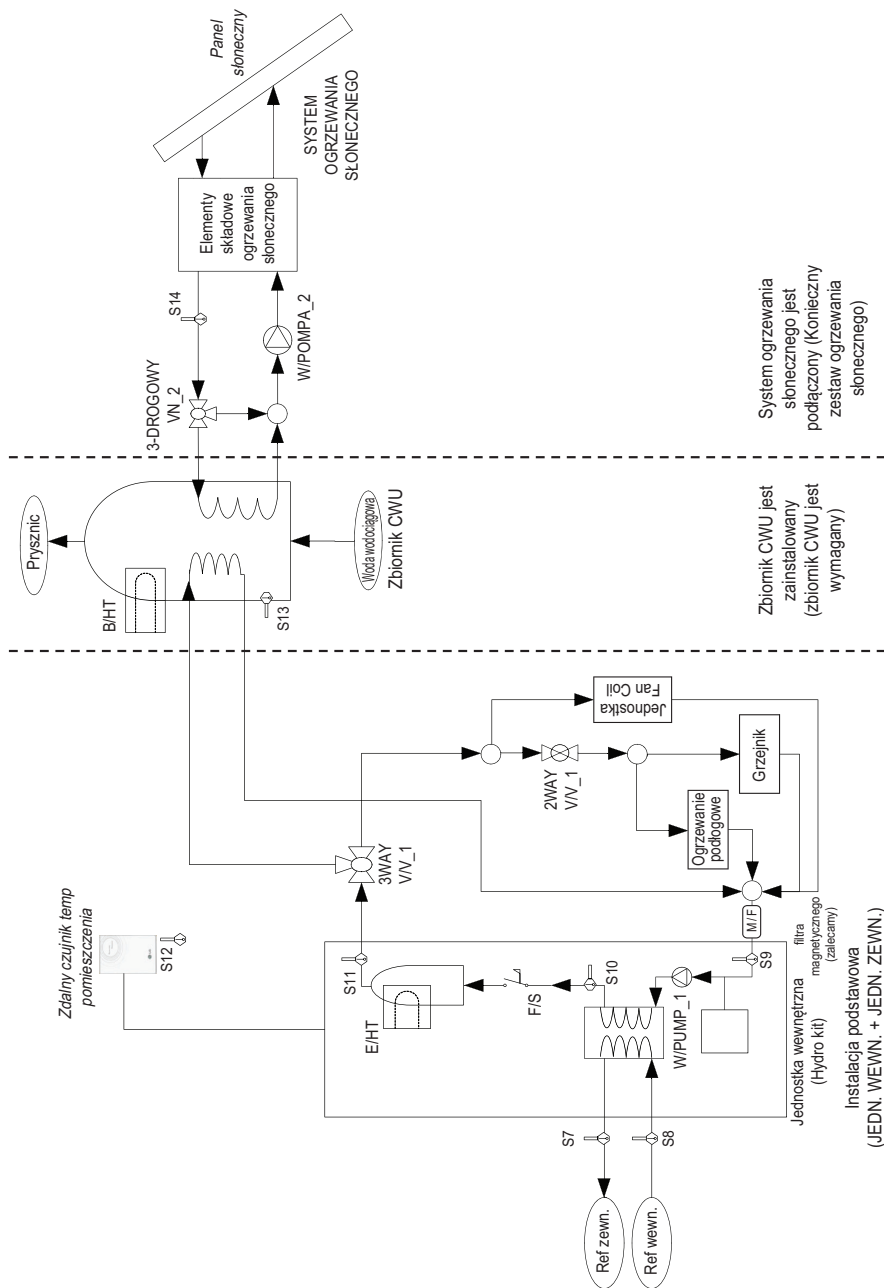 Panel
słoneczny
SYSTEM
OGRZEWANIA
SŁONECZNEGO
Elementy
składowe
ogrzewania
słonecznego
S14
W/POMPA_2
3-DROGOWY
VN_2
System ogrzewania
słonecznego jest
podłączony (Konieczny
zestaw ogrzewania
słonecznego)
Prysznic
B/HT
S13
Woda wodociągowa
Zbiornik CWU
Zbiornik CWU jest
zainstalowany
(zbiornik CWU jest
wymagany)
Zdalny czujnik temp
pomieszczenia
S12
3WAY
V/V_1
2WAY
V/V_1
Jednostka
Fan Coil
Grzejnik
Ogrzewanie
podłogowe
M/F
filtra
magnetycznego
(zalecamy)
S11
E/HT
F/S
S10
W/PUMP_1
S9
Jednostka wewnętrzna
(Hydro kit)
S7
S8
Ref zewn.
Ref wewn.
Instalacja podstawowa
(JEDN. WEWN. + JEDN. ZEWN.)